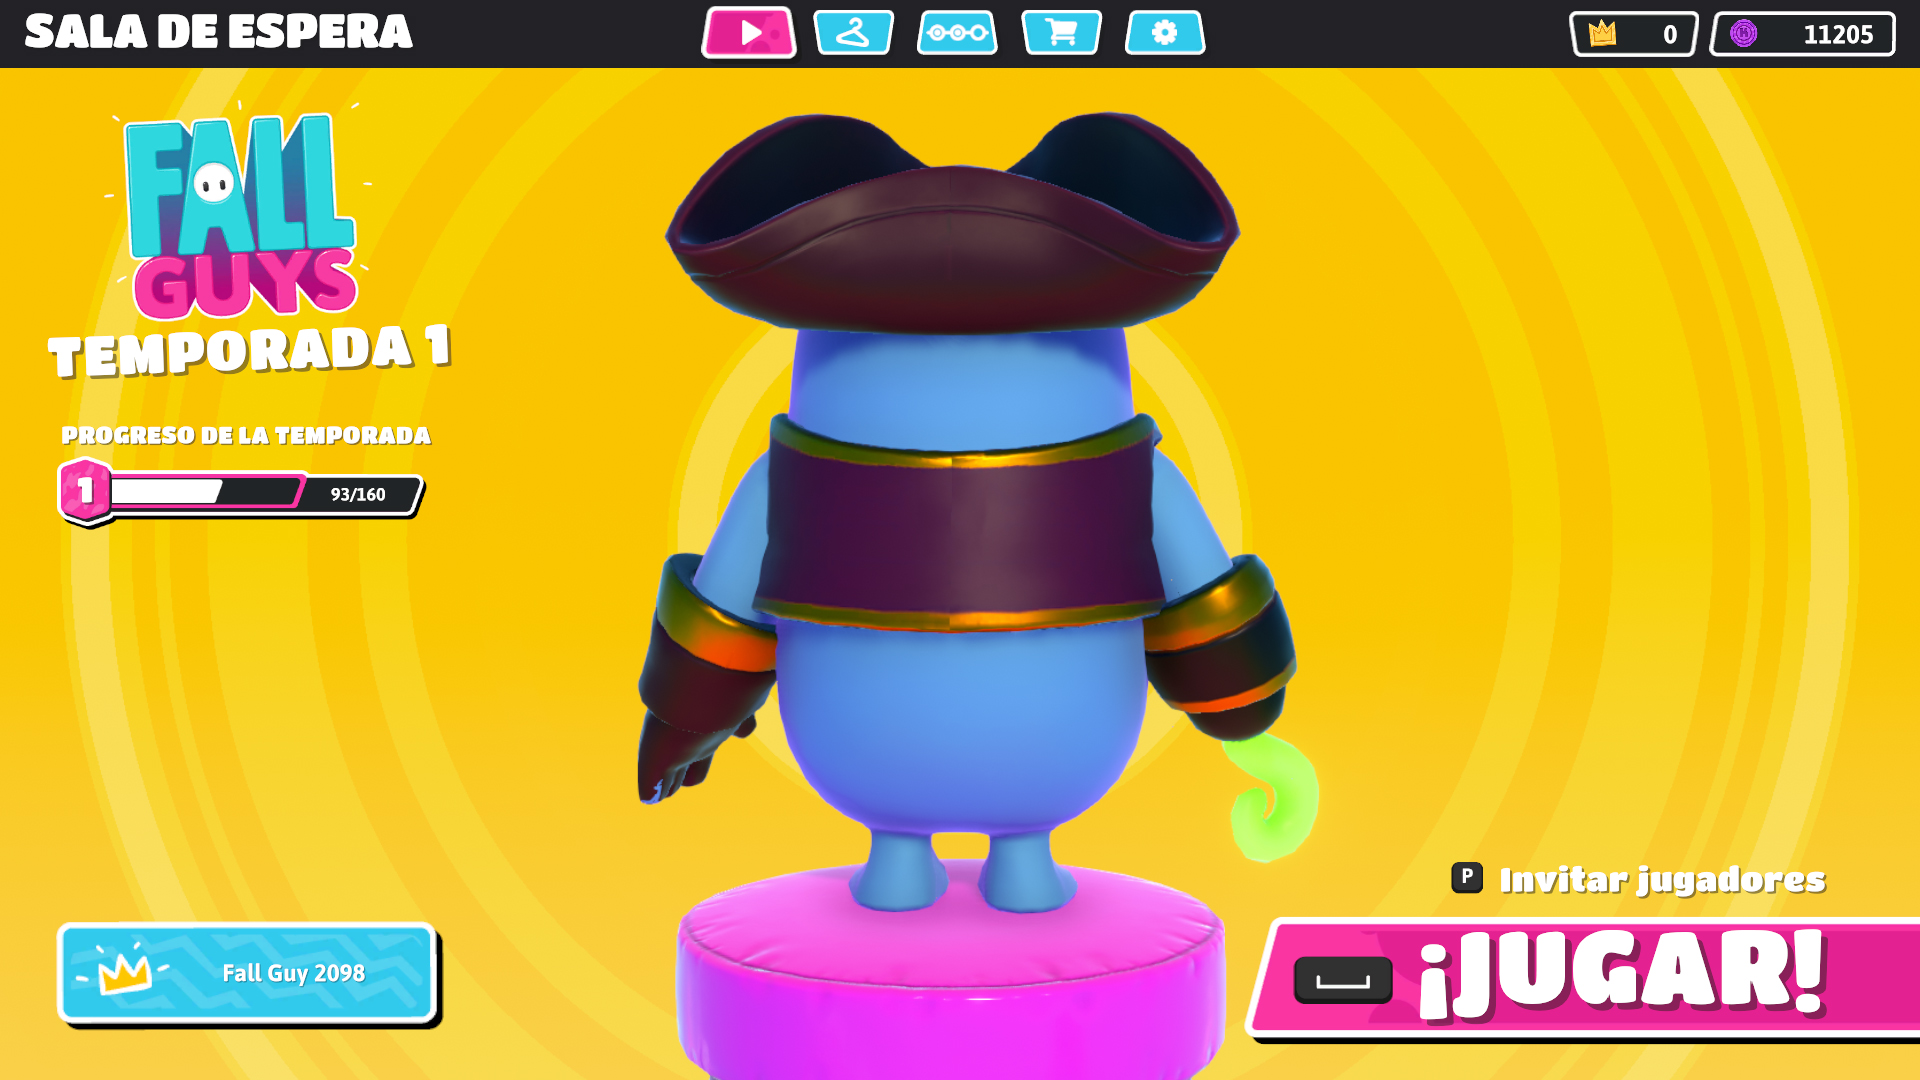 SALA DE ESPERA
0
11205
FALL
GUYS
TEMPORADA 1
PROGRESO DE LA TEMPORADA
1
93/160
P Invitar jugadores
Fall Guy 2098
¡JUGAR!